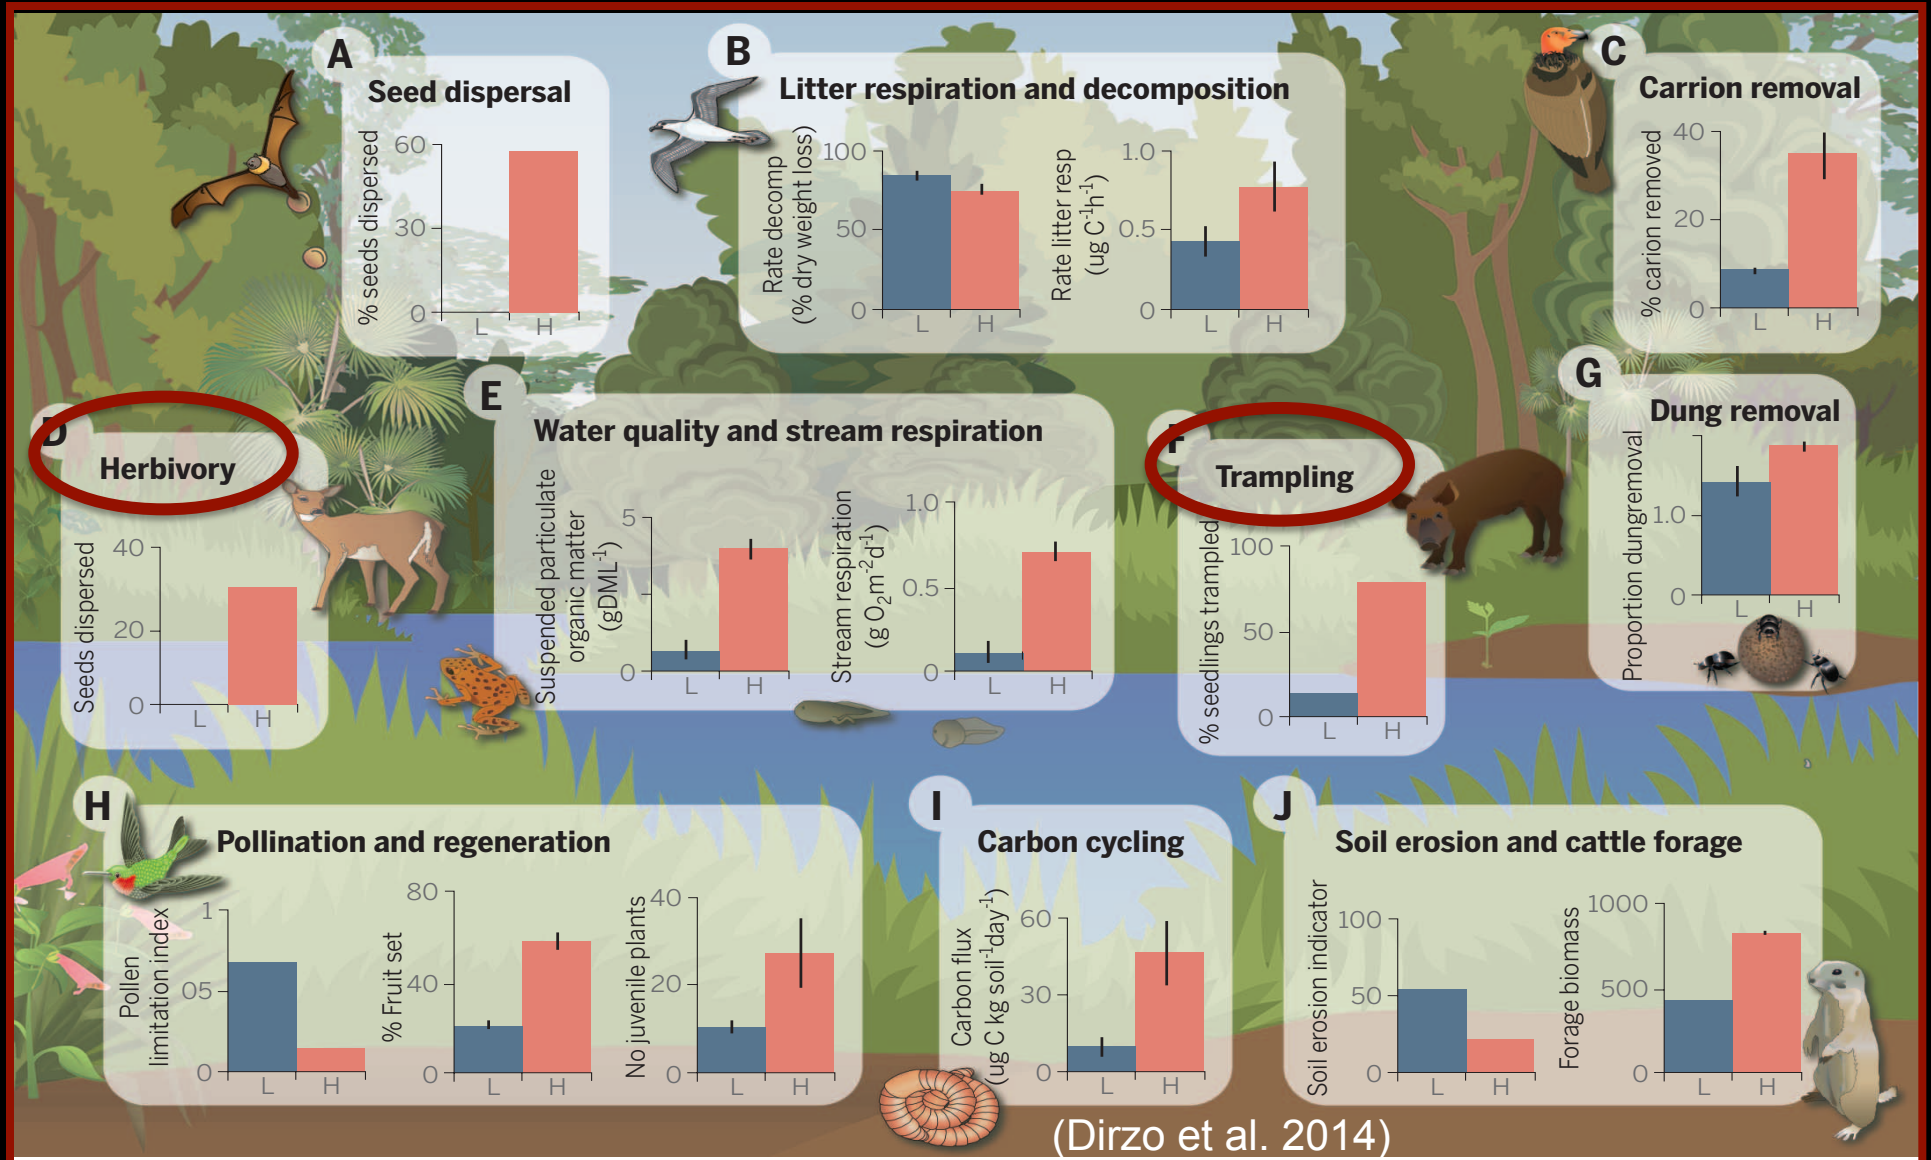 A
Seed dispersal
% seeds dispersed
60
30
0
L H
B
Litter respiration and decomposition
Rate decomp
(% dry weight loss)
100
50
0
L H
Rate litter resp
(ug C⁻¹h⁻¹)
1.0
0.5
0
L H
C
Carrion removal
% carion removed
40
20
0
L H
D
Herbivory
Seeds dispersed
40
20
0
L H
E
Water quality and stream respiration
Suspended particulate
organic matter
(gDML⁻¹)
5
0
L H
Stream respiration
(g O₂m⁻²d⁻¹)
1.0
0.5
0
L H
F
Trampling
% seedlings trampled
100
50
0
L H
G
Dung removal
Proportion dungremoval
1.0
0
L H
H
Pollination and regeneration
Pollen
limitation index
1
05
0
L H
% Fruit set
80
40
0
L H
No juvenile plants
40
20
0
L H
I
Carbon cycling
Carbon flux
(ug C kg soil⁻¹day⁻¹)
60
30
0
L H
J
Soil erosion and cattle forage
Soil erosion indicator
100
50
0
L H
Forage biomass
1000
500
0
L H
(Dirzo et al. 2014)